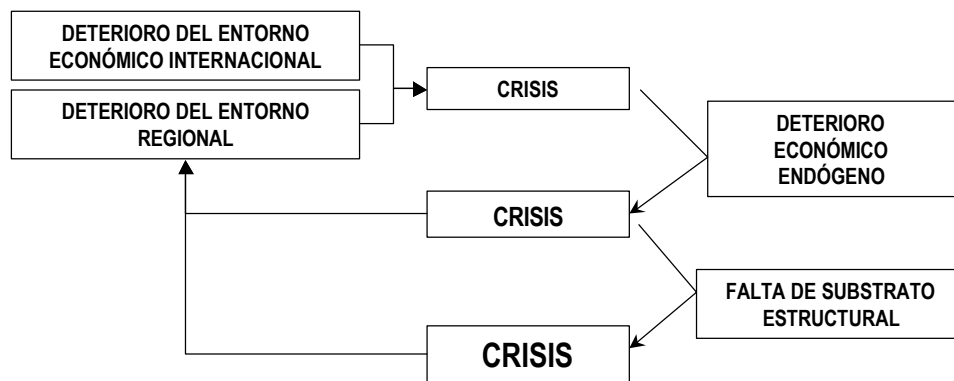 DETERIORO DEL ENTORNO
ECONÓMICO INTERNACIONAL
DETERIORO DEL ENTORNO
REGIONAL
CRISIS
DETERIORO
ECONÓMICO
ENDÓGENO
CRISIS
FALTA DE SUBSTRATO
ESTRUCTURAL
CRISIS